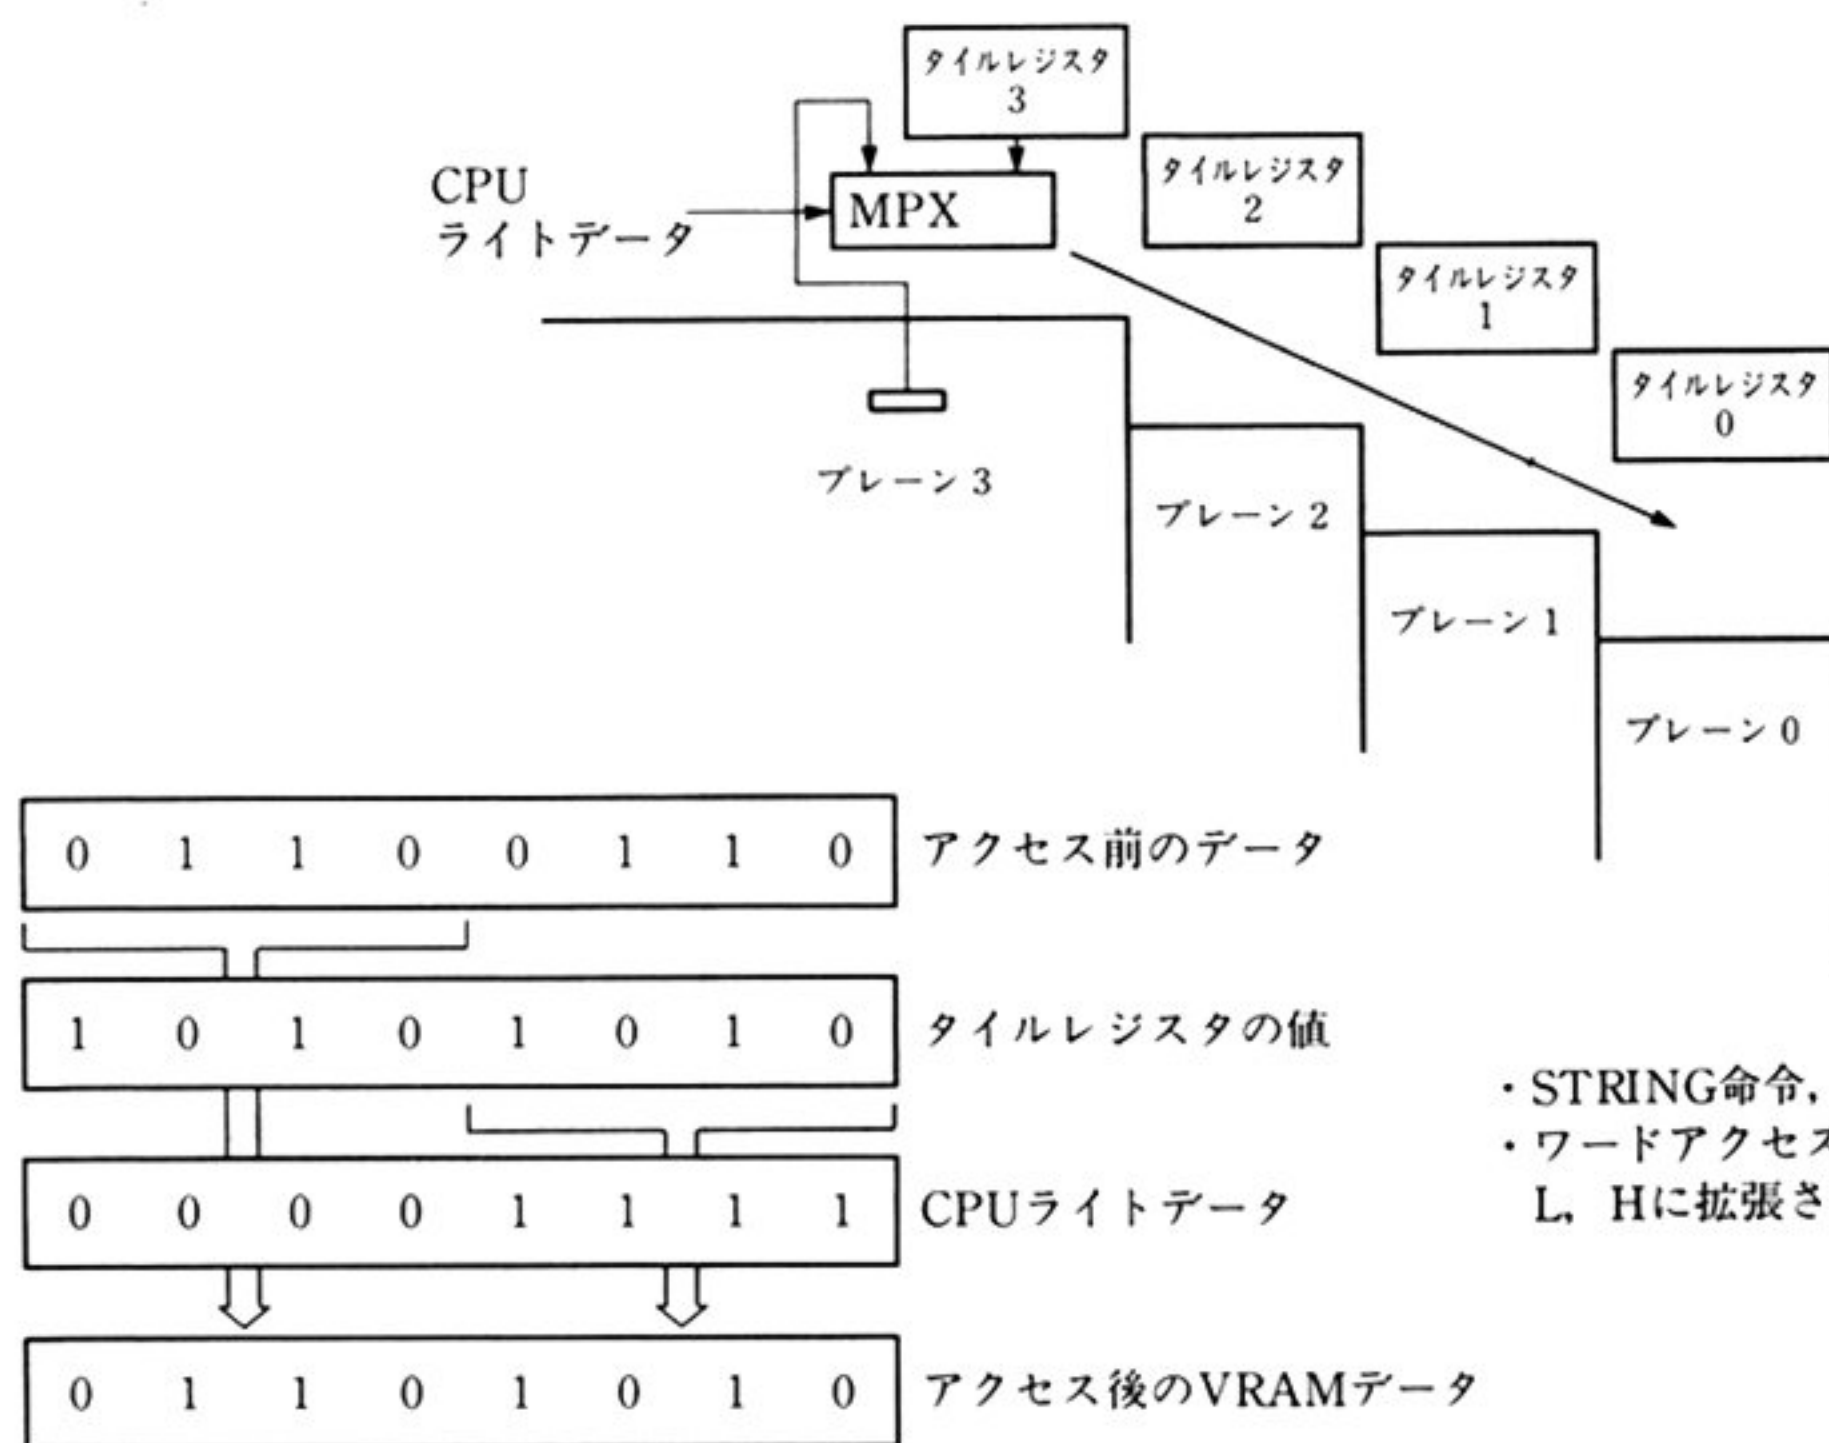 タイルレジスタ
3
タイルレジスタ
2
タイルレジスタ
1
タイルレジスタ
0
CPU
ライトデータ
MPX
プレーン3
プレーン2
プレーン1
プレーン0
0 1 1 0 0 1 1 0 アクセス前のデータ
1 0 1 0 1 0 1 0 タイルレジスタの値
0 0 0 0 1 1 1 1 CPUライトデータ
0 1 1 0 1 0 1 0 アクセス後のVRAMデータ
・STRING命令,
・ワードアクセス
L, Hに拡張さ